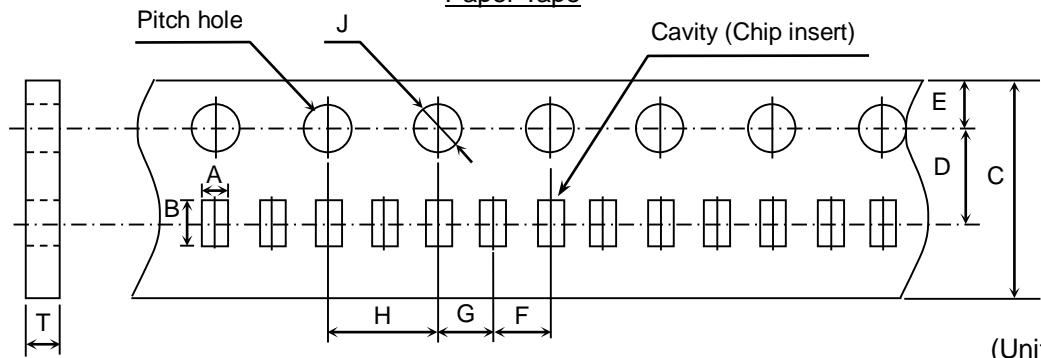 Paper Tape
Pitch hole
J
Cavity (Chip insert)
E
D
C
A
B
T
H
G
F
(Unit